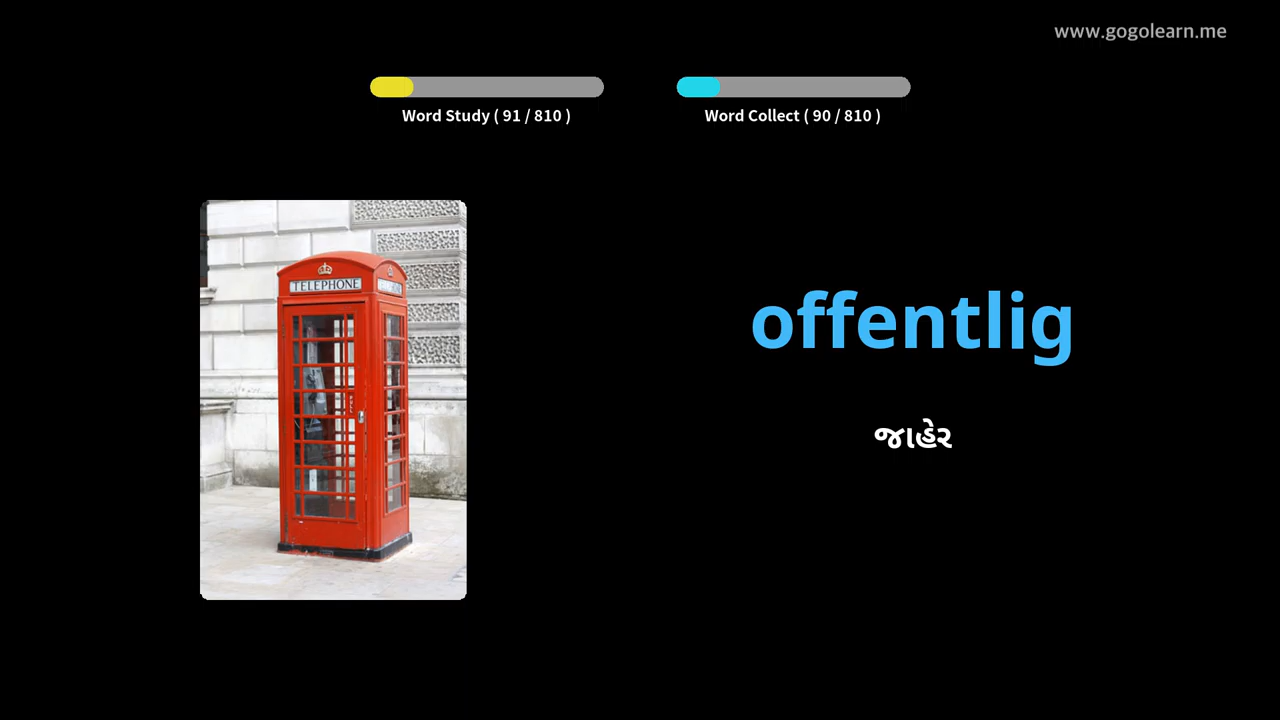 www.gogolearn.me
Word Study ( 91 / 810 )
Word Collect ( 90 / 810 )
TELEPHONE
offentlig
જાહેર